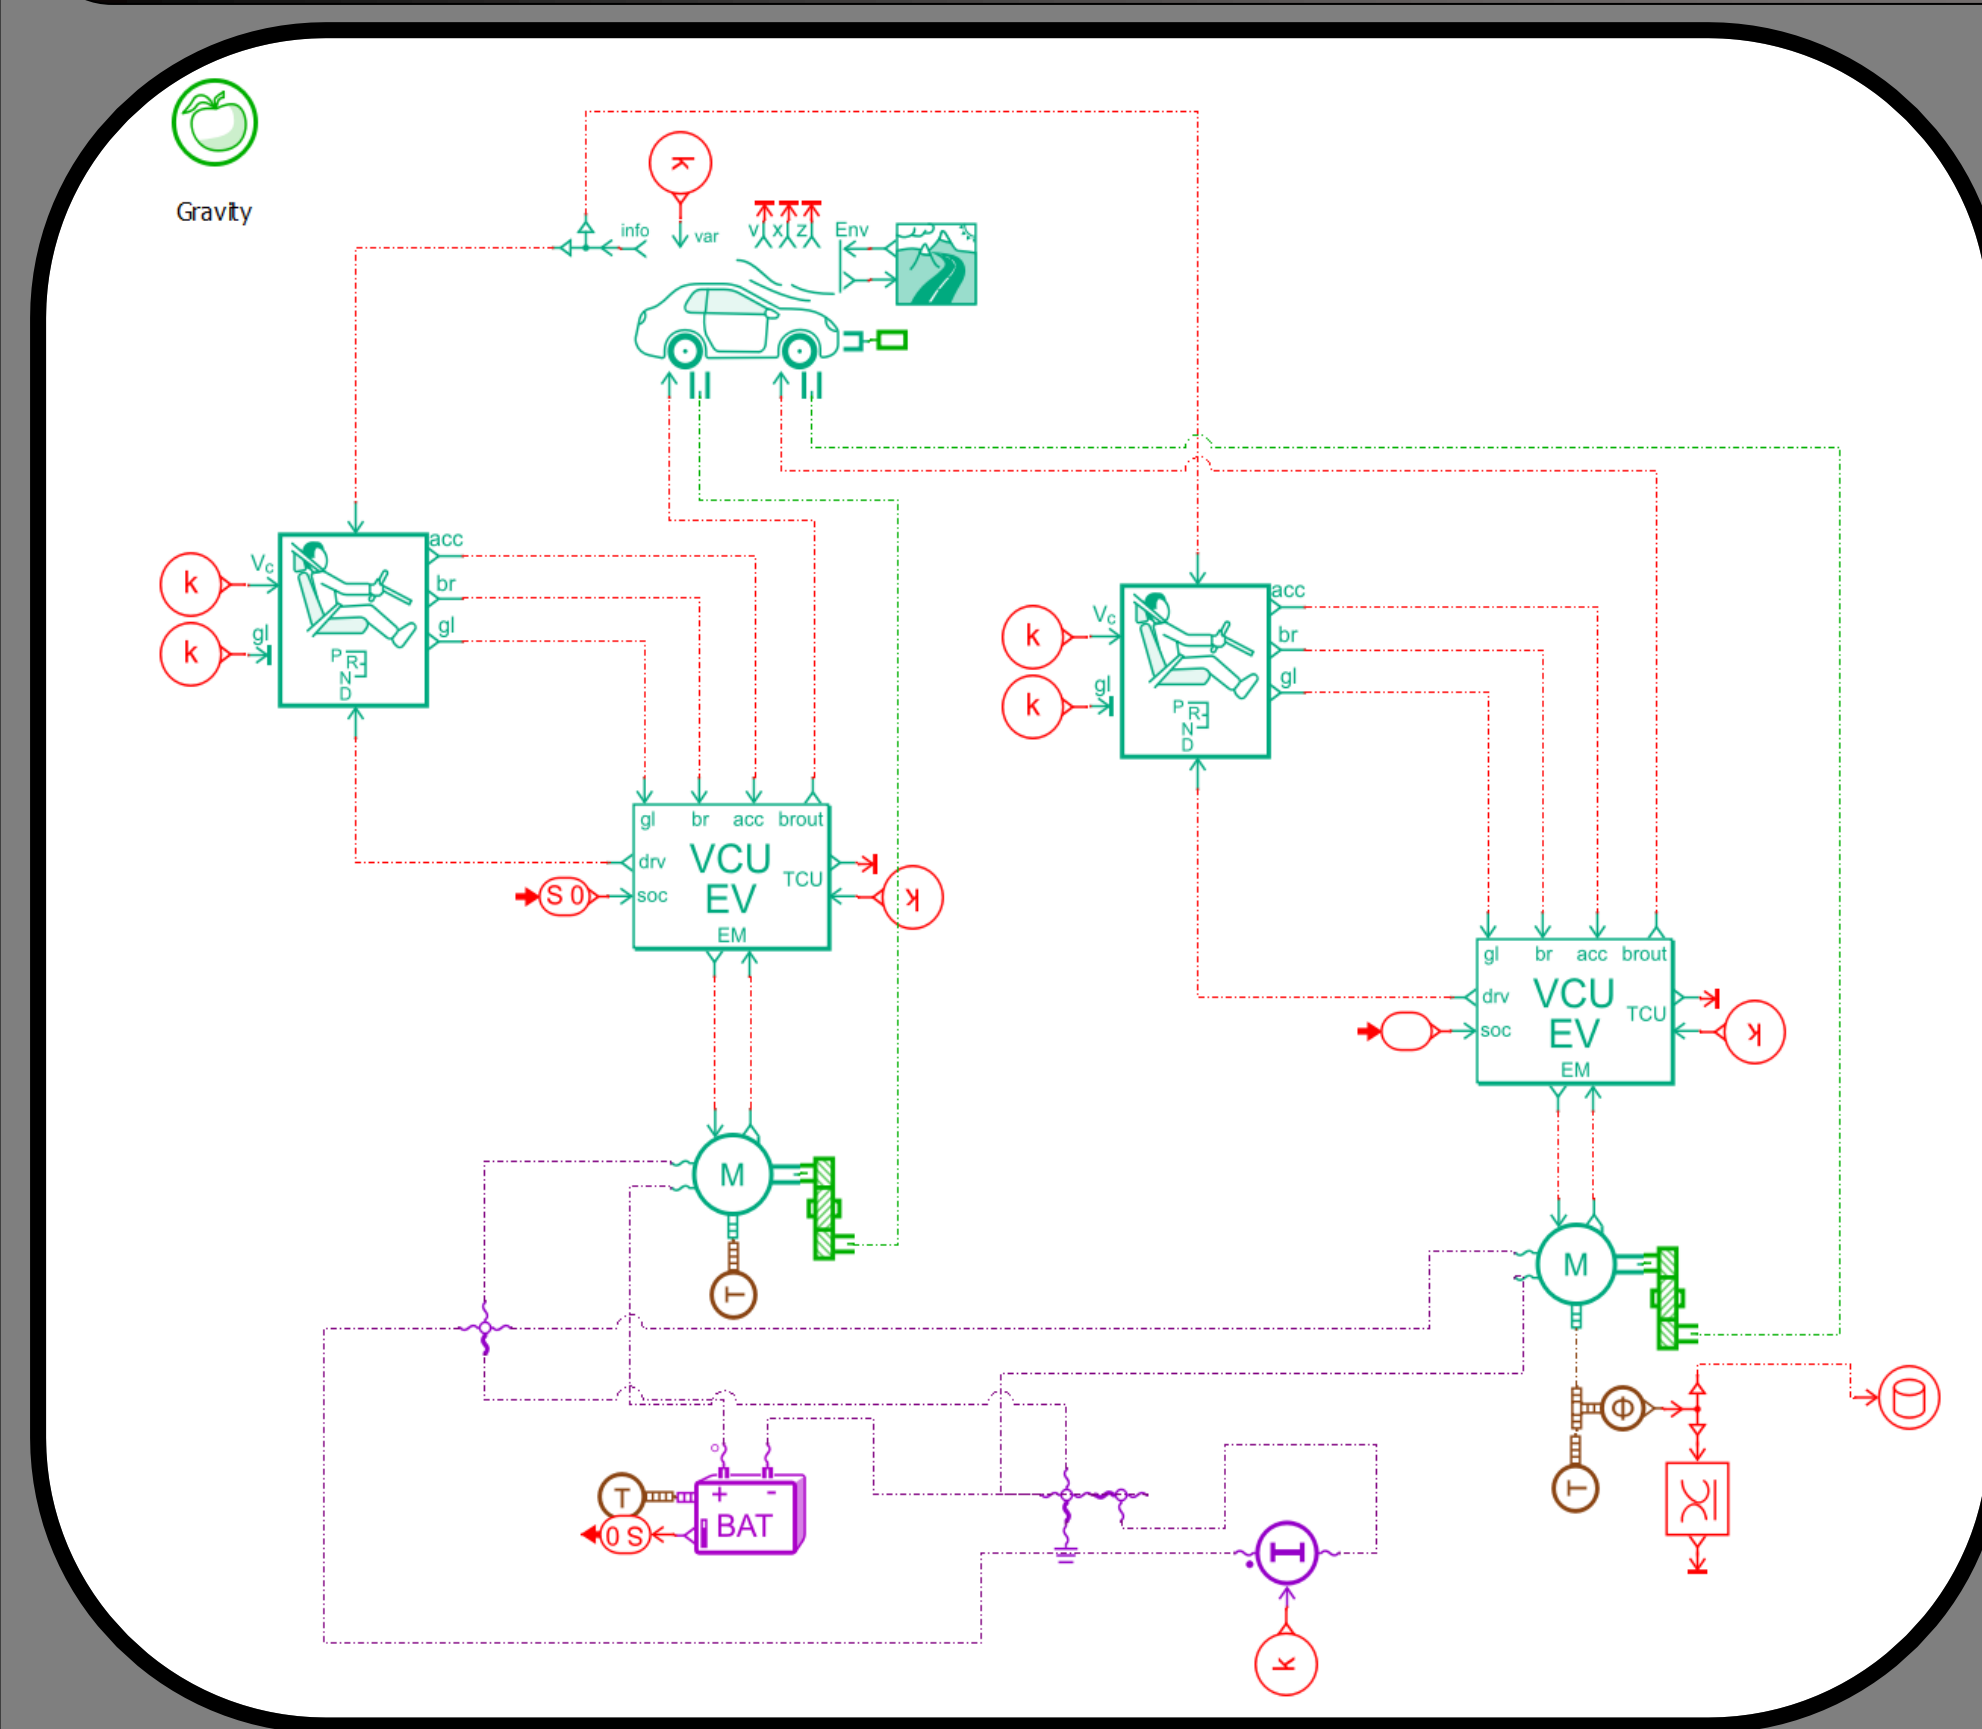 Gravity
k
info
var
v x z
Env
k
Vc
k
gl
acc
br
gl
P R
N
D
k
Vc
k
gl
acc
br
gl
P R
N
D
gl br acc brout
drv
VCU
EV
TCU
soc
EM
S 0
k
gl br acc brout
drv
VCU
EV
TCU
soc
EM
k
M
T
M
Φ
T
T
+ -
BAT
0 S
I
k